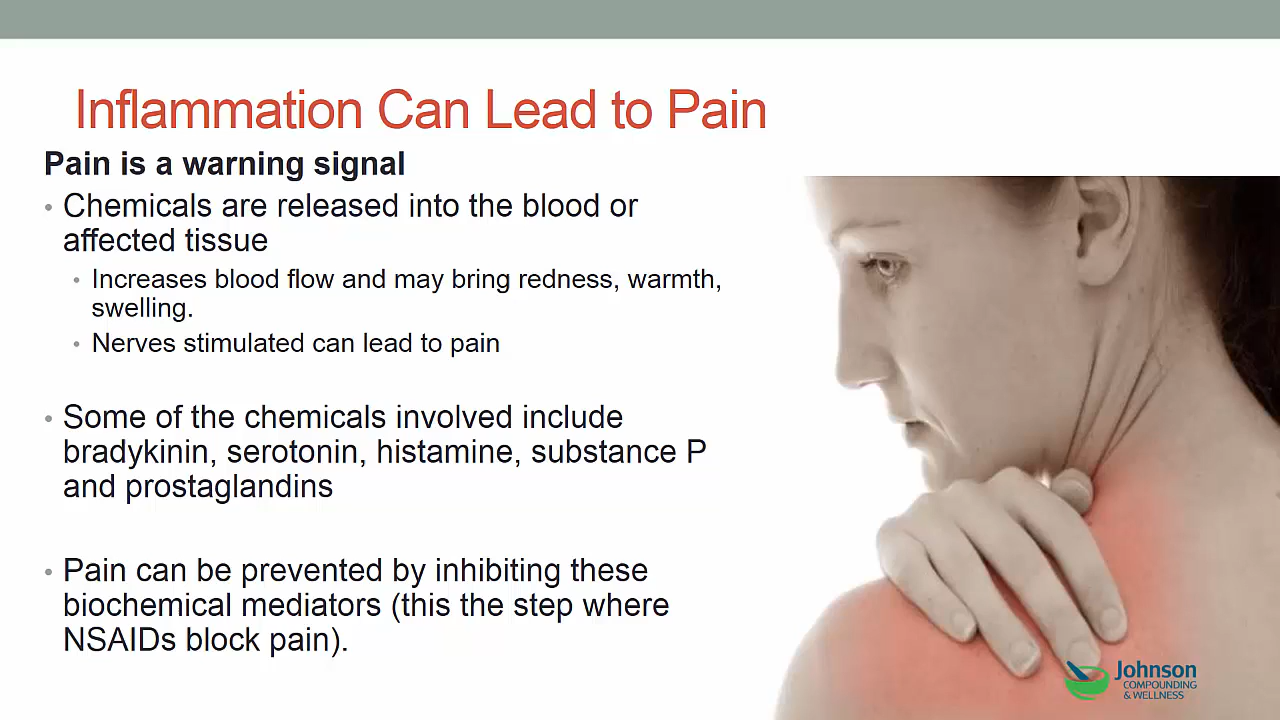 Inflammation Can Lead to Pain
Pain is a warning signal
• Chemicals are released into the blood or
affected tissue
• Increases blood flow and may bring redness, warmth,
swelling.
• Nerves stimulated can lead to pain
• Some of the chemicals involved include
bradykinin, serotonin, histamine, substance P
and prostaglandins
• Pain can be prevented by inhibiting these
biochemical mediators (this the step where
NSAIDs block pain).
Johnson
COMPOUNDING
& WELLNESS